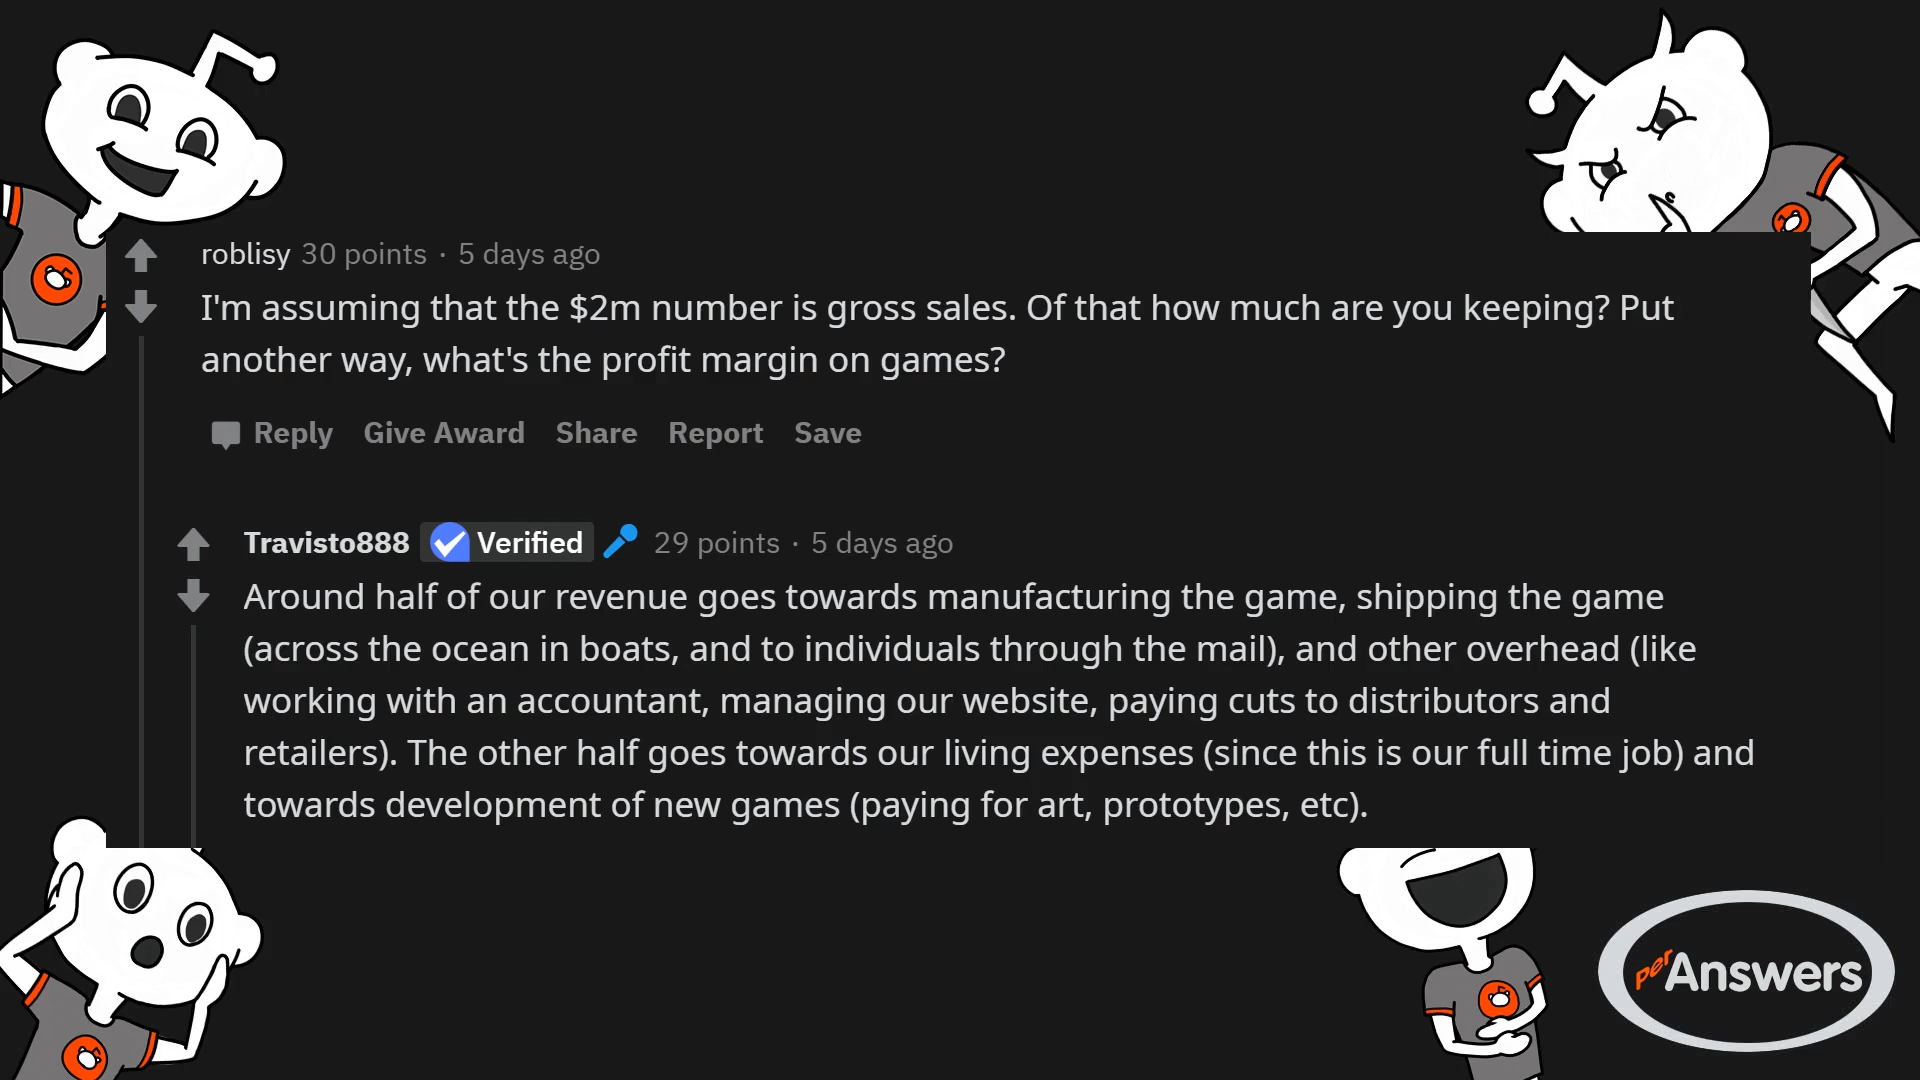 roblisy 30 points · 5 days ago
I'm assuming that the $2m number is gross sales. Of that how much are you keeping? Put
another way, what's the profit margin on games?
Reply Give Award Share Report Save
Travisto888 Verified 29 points · 5 days ago
Around half of our revenue goes towards manufacturing the game, shipping the game
(across the ocean in boats, and to individuals through the mail), and other overhead (like
working with an accountant, managing our website, paying cuts to distributors and
retailers). The other half goes towards our living expenses (since this is our full time job) and
towards development of new games (paying for art, prototypes, etc).
perAnswers